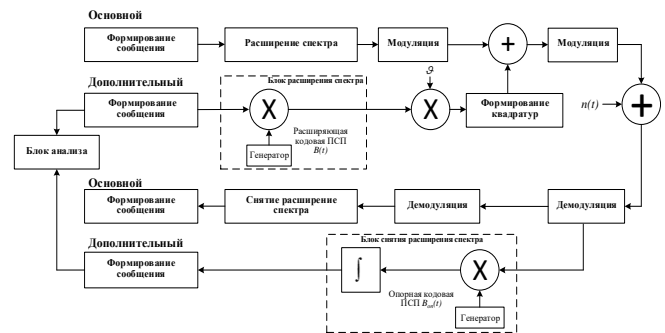 Основной
Формирование
сообщения
Расширение спектра
Модуляция
+
Модуляция
Дополнительный
Блок расширения спектра
ϑ
Формирование
сообщения
X
X
Формирование
квадратур
n(t)
+
Расширяющая
кодовая ПСП
B(t)
Генератор
Блок анализа
Основной
Формирование
сообщения
Снятие расширение
спектра
Демодуляция
Демодуляция
Дополнительный
Блок снятия расширения спектра
Формирование
сообщения
∫
X
Опорная кодовая
ПСП Bоп(t)
Генератор